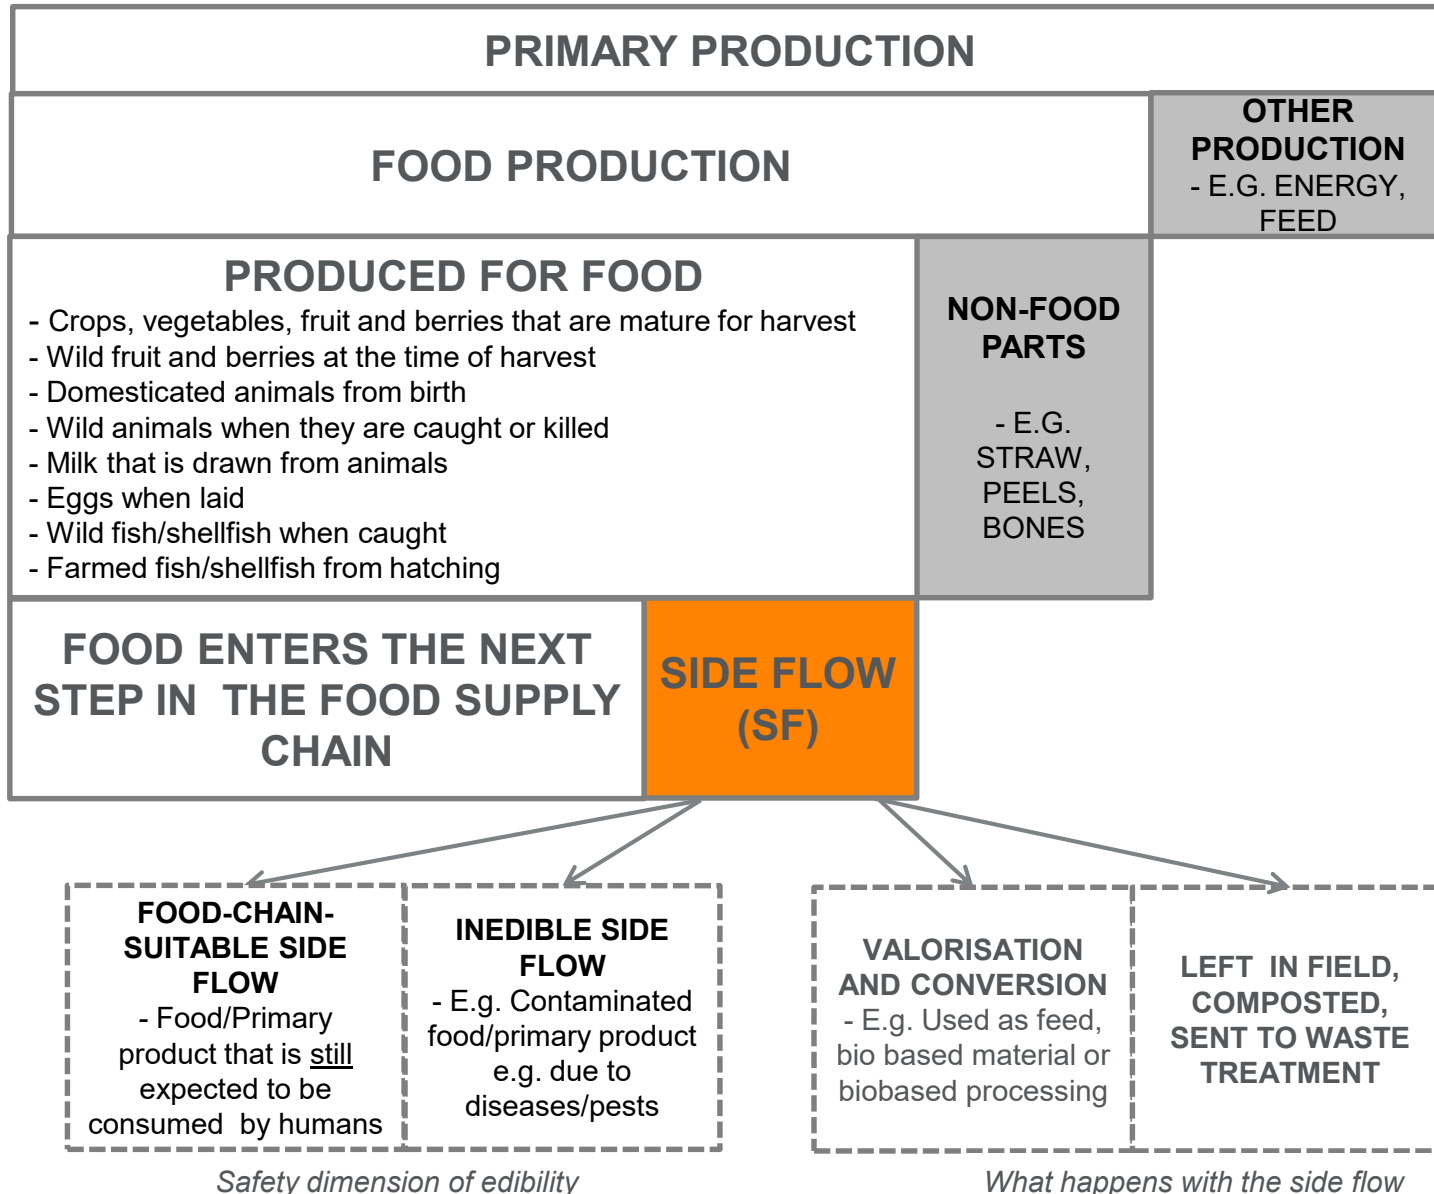 PRIMARY PRODUCTION
FOOD PRODUCTION
OTHER
PRODUCTION
- E.G. ENERGY,
FEED
PRODUCED FOR FOOD
- Crops, vegetables, fruit and berries that are mature for harvest
- Wild fruit and berries at the time of harvest
- Domesticated animals from birth
- Wild animals when they are caught or killed
- Milk that is drawn from animals
- Eggs when laid
- Wild fish/shellfish when caught
- Farmed fish/shellfish from hatching
NON-FOOD
PARTS
- E.G.
STRAW,
PEELS,
BONES
FOOD ENTERS THE NEXT
STEP IN THE FOOD SUPPLY
CHAIN
SIDE FLOW
(SF)
FOOD-CHAIN-
SUITABLE SIDE
FLOW
- Food/Primary
product that is still
expected to be
consumed by humans
INEDIBLE SIDE
FLOW
- E.g. Contaminated
food/primary product
e.g. due to
diseases/pests
VALORISATION
AND CONVERSION
- E.g. Used as feed,
bio based material or
biobased processing
LEFT IN FIELD,
COMPOSTED,
SENT TO WASTE
TREATMENT
Safety dimension of edibility
What happens with the side flow